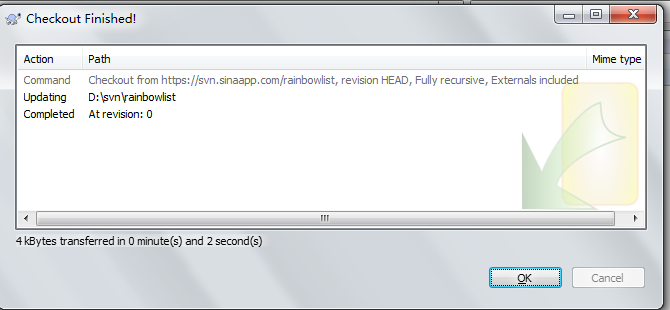 Checkout Finished!
Action Path Mime type
Command Checkout from https://svn.sinaapp.com/rainbowlist, revision HEAD, Fully recursive, Externals included
Updating D:\svn\rainbowlist
Completed At revision: 0
4 kBytes transferred in 0 minute(s) and 2 second(s)
OK Cancel